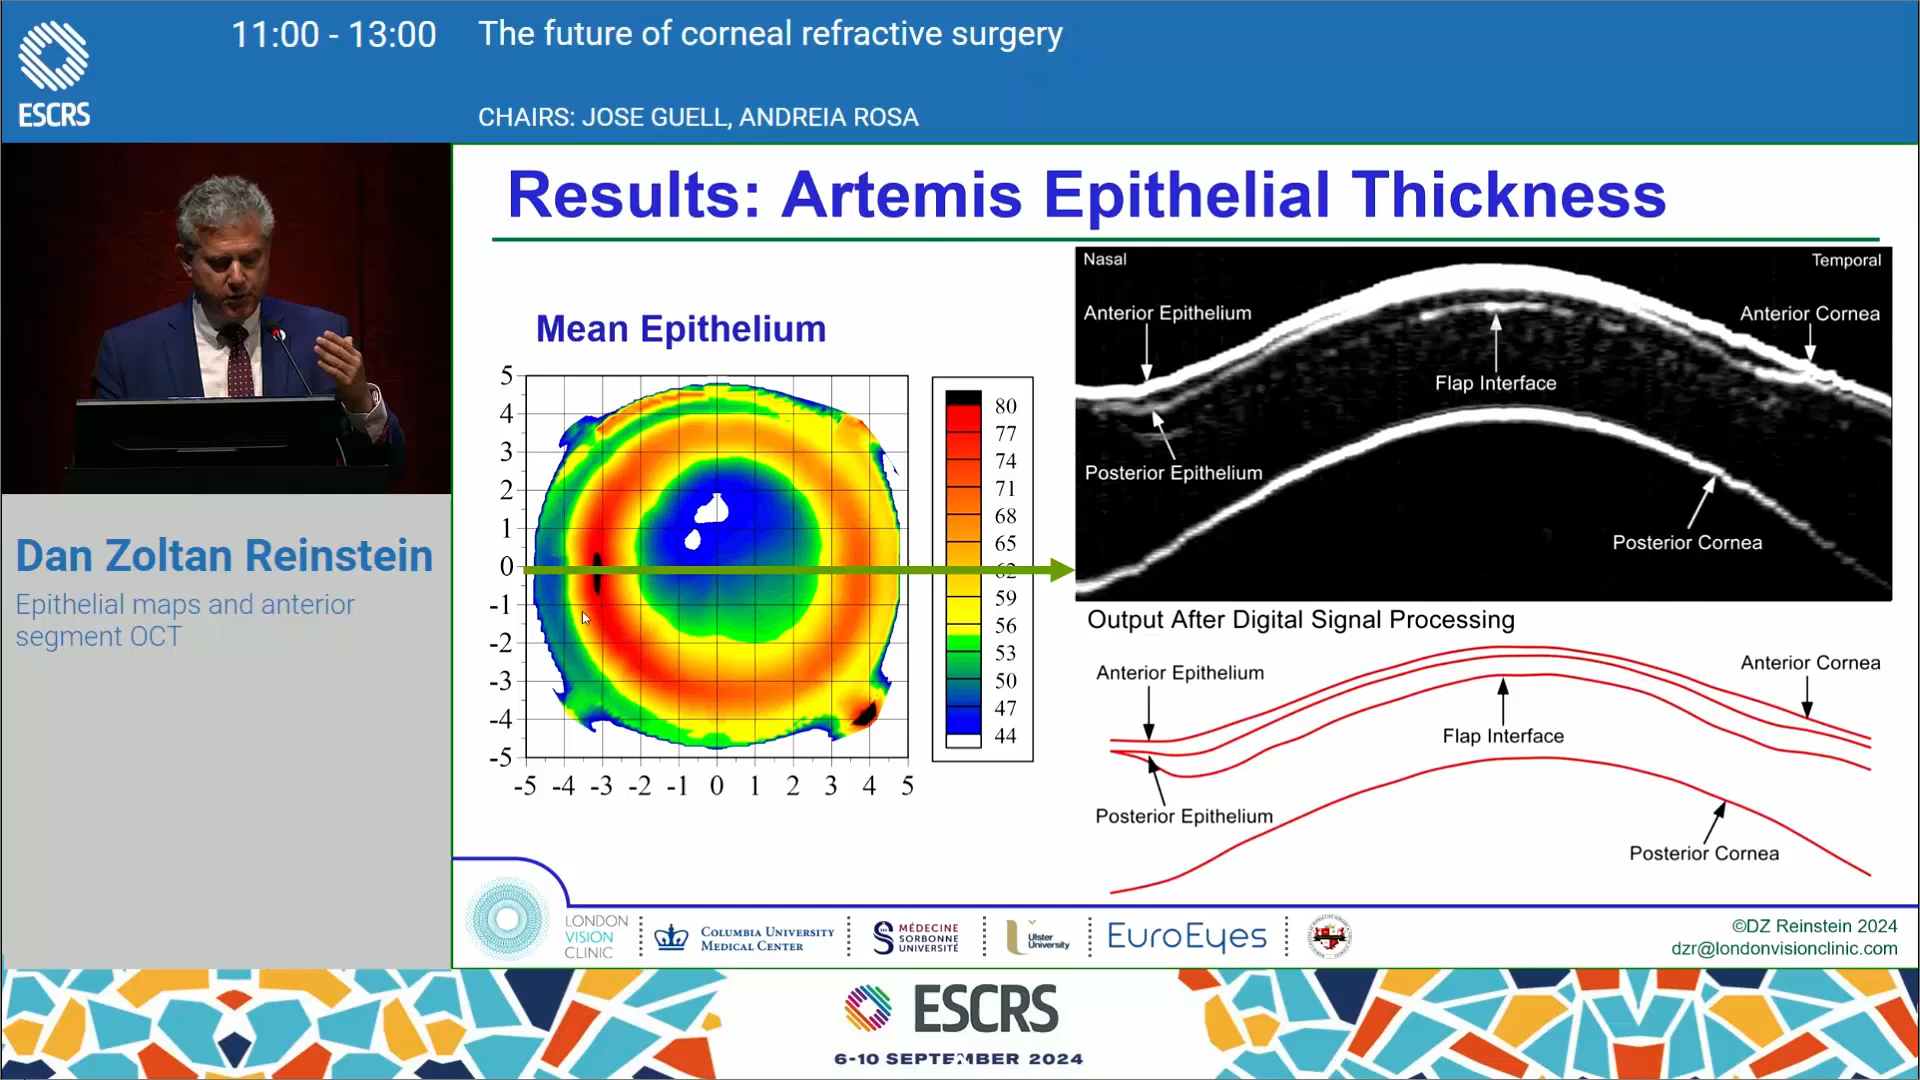 11:00 - 13:00
The future of corneal refractive surgery
CHAIRS: JOSE GUELL, ANDREIA ROSA
ESCRS
Results: Artemis Epithelial Thickness
Mean Epithelium
5
4
3
2
1
0
-1
-2
-3
-4
-5
-5 -4 -3 -2 -1 0 1 2 3 4 5
80
77
74
71
68
65
62
59
56
53
50
47
44
Nasal
Temporal
Anterior Epithelium
Anterior Cornea
Flap Interface
Posterior Epithelium
Posterior Cornea
Output After Digital Signal Processing
Anterior Epithelium
Anterior Cornea
Flap Interface
Posterior Epithelium
Posterior Cornea
Dan Zoltan Reinstein
Epithelial maps and anterior
segment OCT
LONDON
VISION
CLINIC
COLUMBIA UNIVERSITY
MEDICAL CENTER
MÉDECINE
SORBONNE
UNIVERSITÉ
Ulster
University
EuroEyes
©DZ Reinstein 2024
dzr@londonvisionclinic.com
ESCRS
6-10 SEPTEMBER 2024